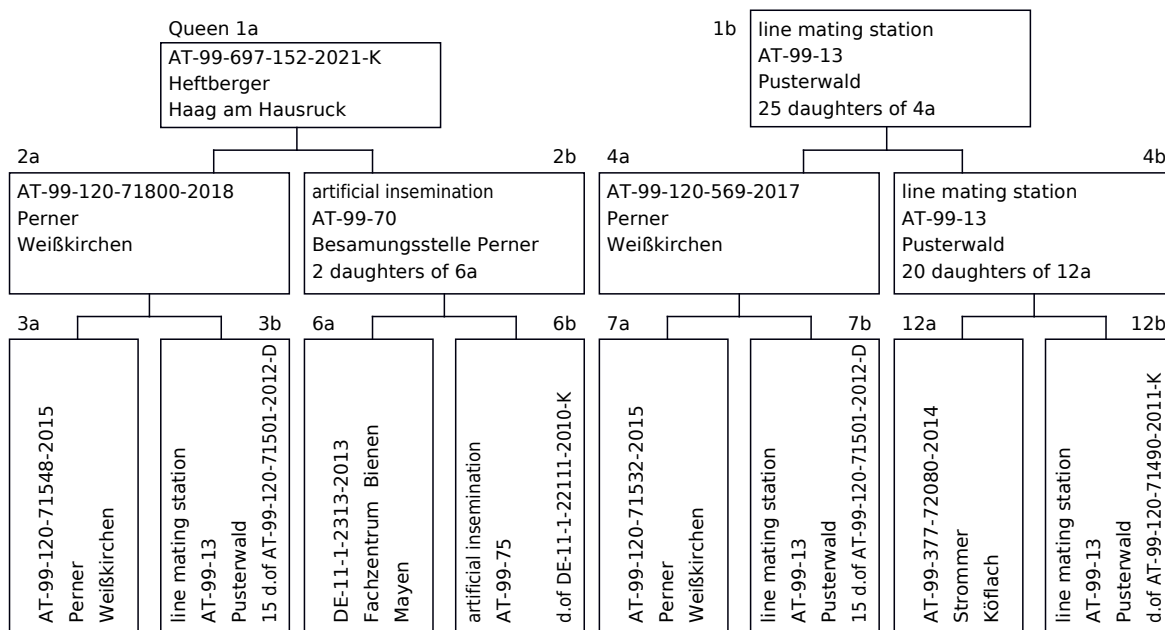 Queen 1a
AT-99-697-152-2021-K
Heftberger
Haag am Hausruck
1b
line mating station
AT-99-13
Pusterwald
25 daughters of 4a
2a
AT-99-120-71800-2018
Perner
Weißkirchen
2b
artificial insemination
AT-99-70
Besamungsstelle Perner
2 daughters of 6a
4a
AT-99-120-569-2017
Perner
Weißkirchen
4b
line mating station
AT-99-13
Pusterwald
20 daughters of 12a
3a
AT-99-120-71548-2015
Perner
Weißkirchen
3b
line mating station
AT-99-13
Pusterwald
15 d.of AT-99-120-71501-2012-D
6a
DE-11-1-2313-2013
Fachzentrum Bienen
Mayen
6b
artificial insemination
AT-99-75
d.of DE-11-1-22111-2010-K
7a
AT-99-120-71532-2015
Perner
Weißkirchen
7b
line mating station
AT-99-13
Pusterwald
15 d.of AT-99-120-71501-2012-D
12a
AT-99-377-72080-2014
Strommer
Köflach
12b
line mating station
AT-99-13
Pusterwald
d.of AT-99-120-71490-2011-K